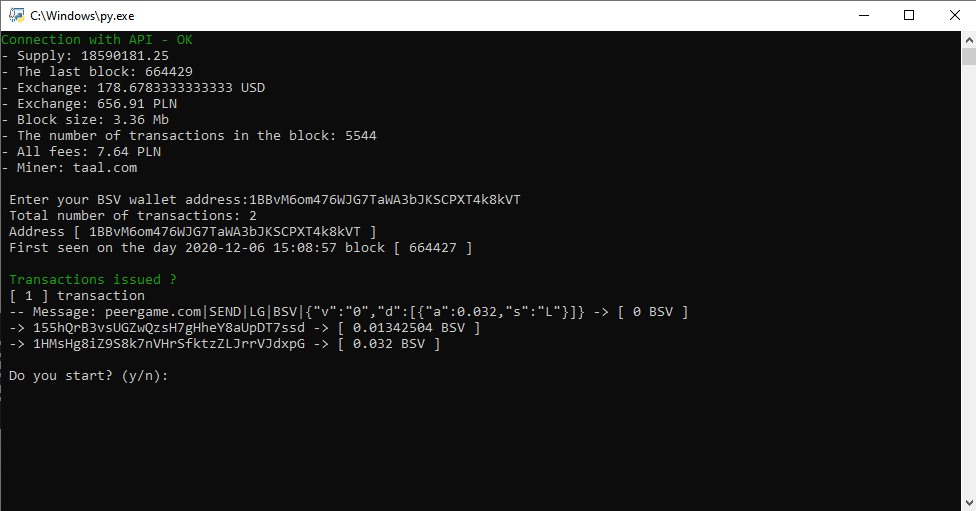 C:\Windows\py.exe
Connection with API - OK
- Supply: 18590181.25
- The last block: 664429
- Exchange: 178.6783333333333 USD
- Exchange: 656.91 PLN
- Block size: 3.36 Mb
- The number of transactions in the block: 5544
- All fees: 7.64 PLN
- Miner: taal.com
Enter your BSV wallet address:1BBvM6om476WJG7TaWA3bJKSCPXT4k8kVT
Total number of transactions: 2
Address [ 1BBvM6om476WJG7TaWA3bJKSCPXT4k8kVT ]
First seen on the day 2020-12-06 15:08:57 block [ 664427 ]
Transactions issued ?
[ 1 ] transaction
-- Message: peergame.com|SEND|LG|BSV|{"v":"0","d":[{"a":0.032,"s":"L"}]} -> [ 0 BSV ]
-> 155hQrB3vsUGZwQzsH7gHheY8aUpDT7ssd -> [ 0.01342504 BSV ]
-> 1HMsHg8iZ9S8k7nVHrSfktzZLJrrVJdxpG -> [ 0.032 BSV ]
Do you start? (y/n):